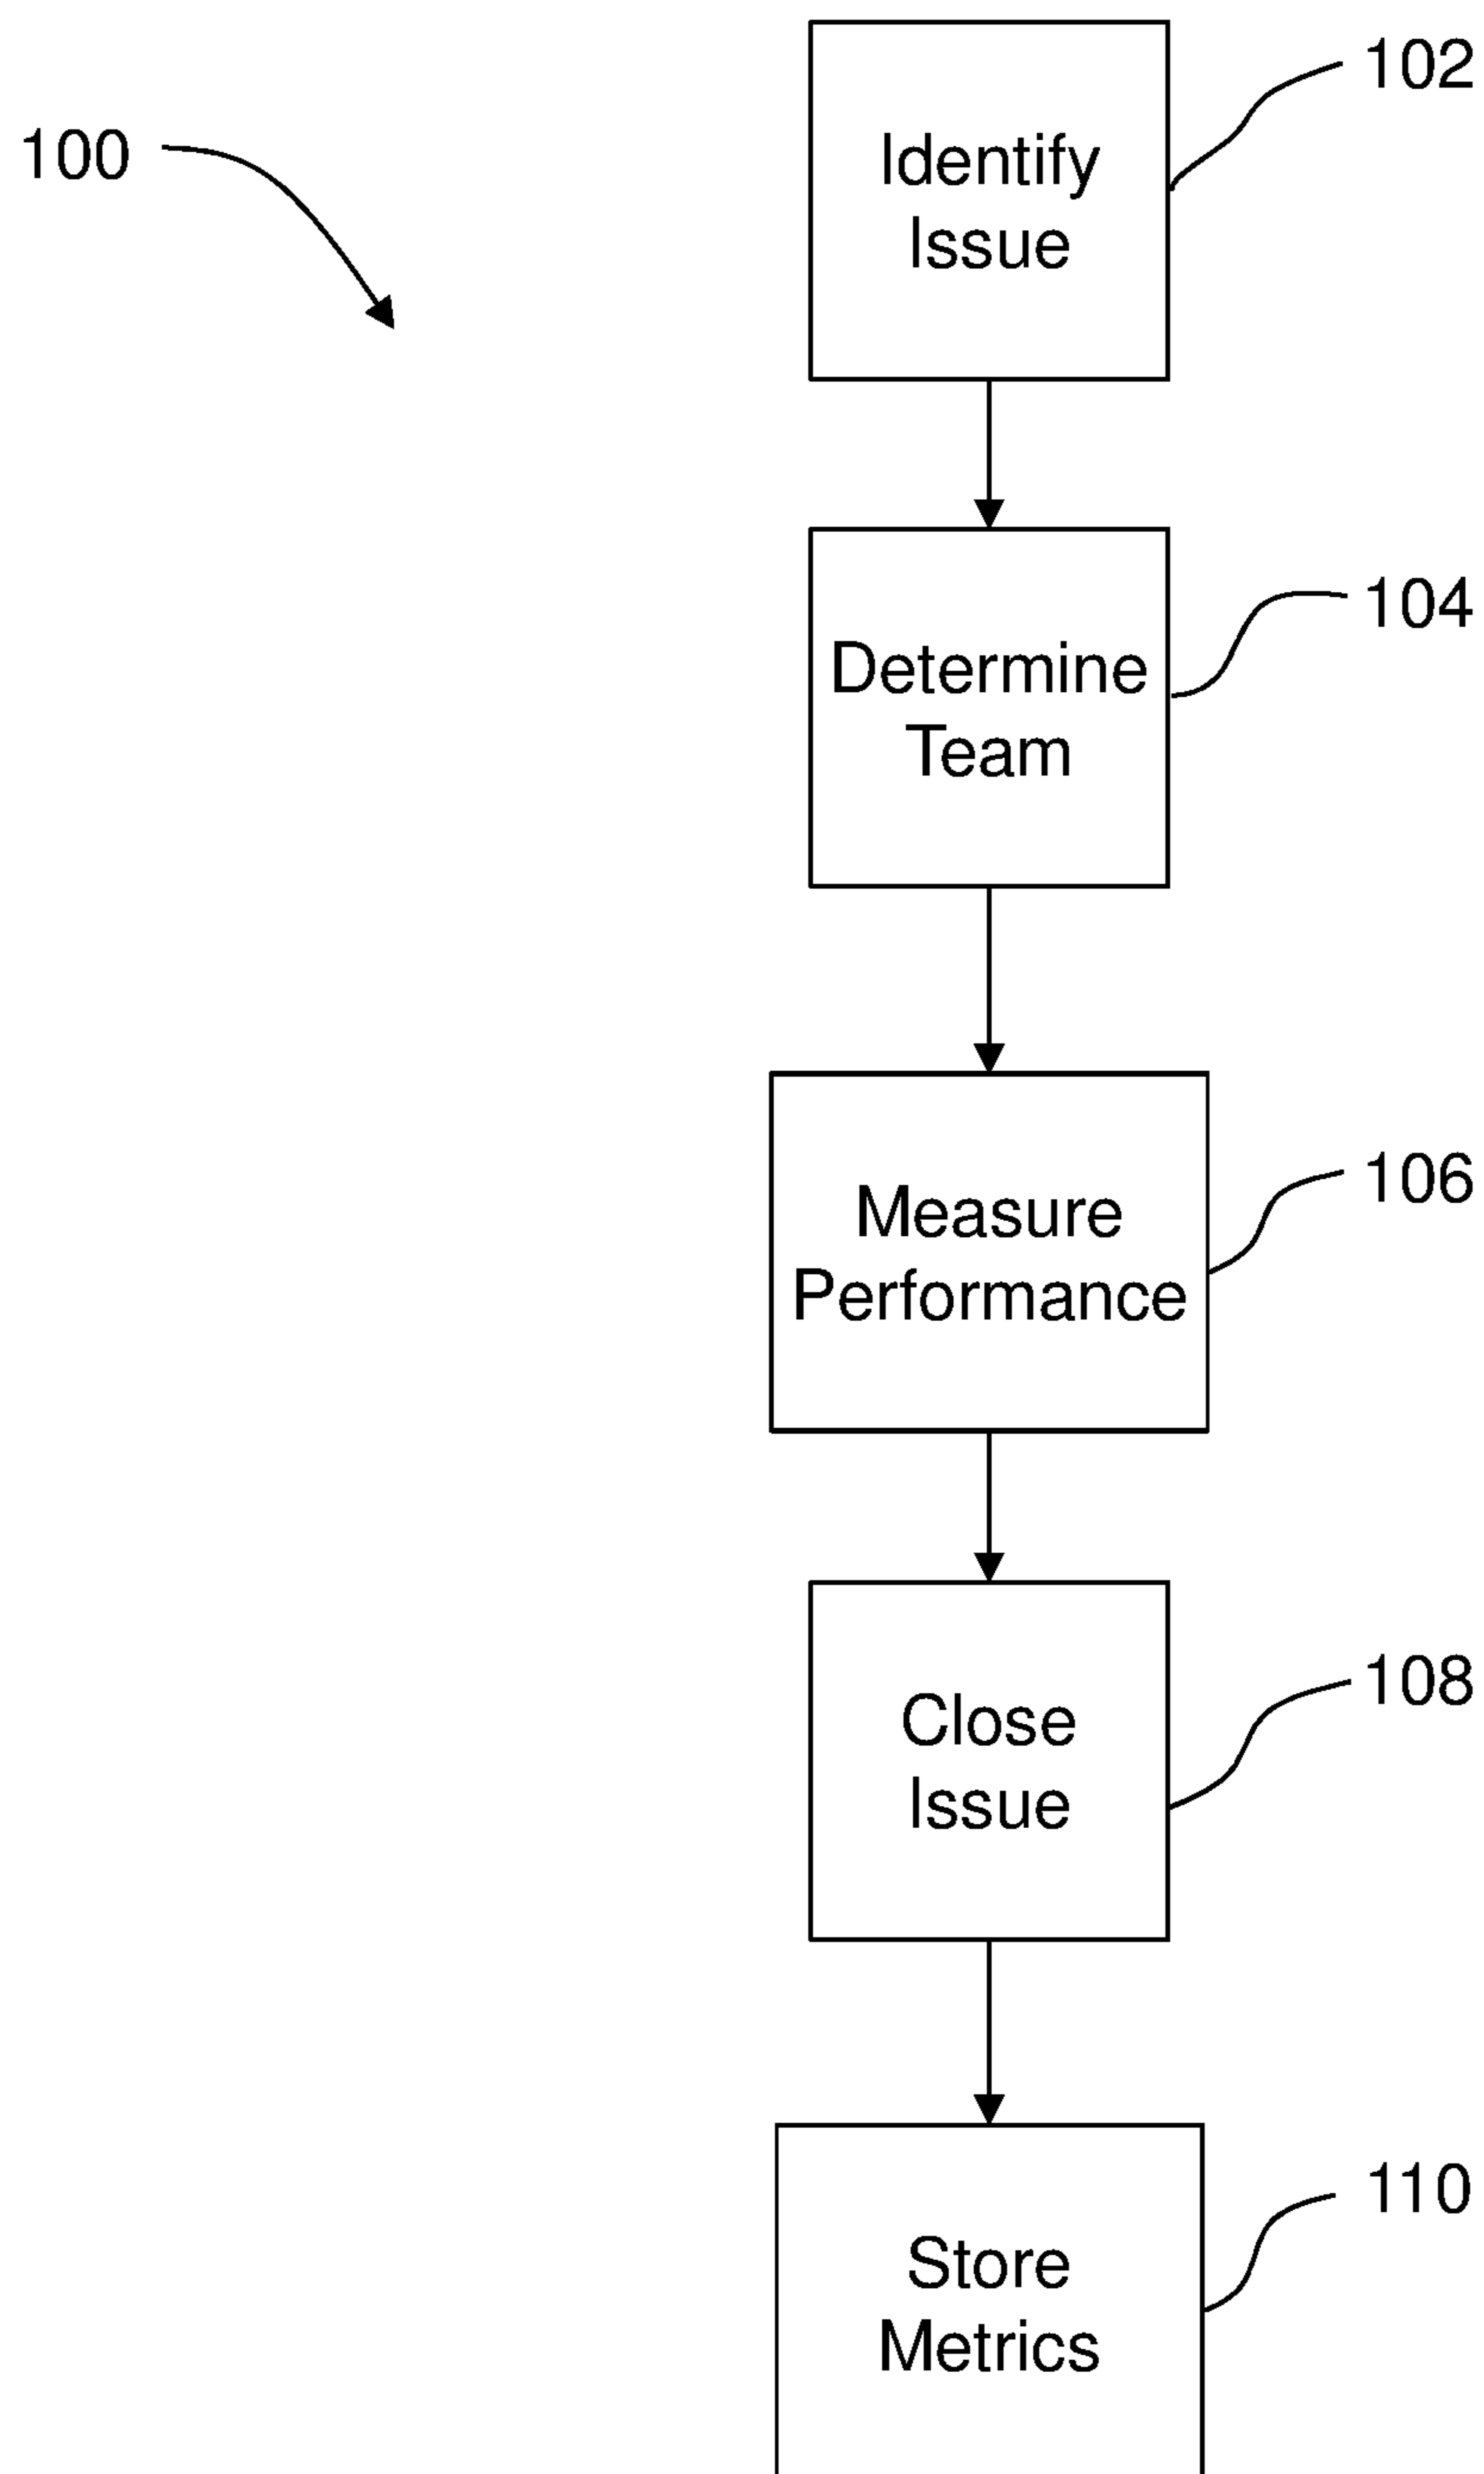 102
100
Identify
Issue
104
Determine
Team
106
Measure
Performance
108
Close
Issue
110
Store
Metrics